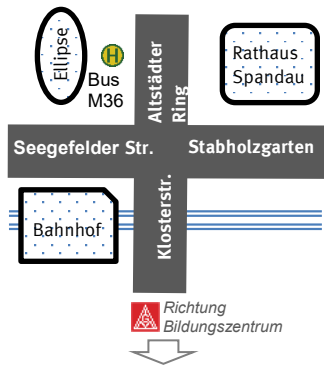 Ellipse
H
Bus
M36
Altstädter
Ring
Rathaus
Spandau
Seegefelder Str.
Stabholzgarten
Klosterstr.
Bahnhof
Richtung
Bildungszentrum